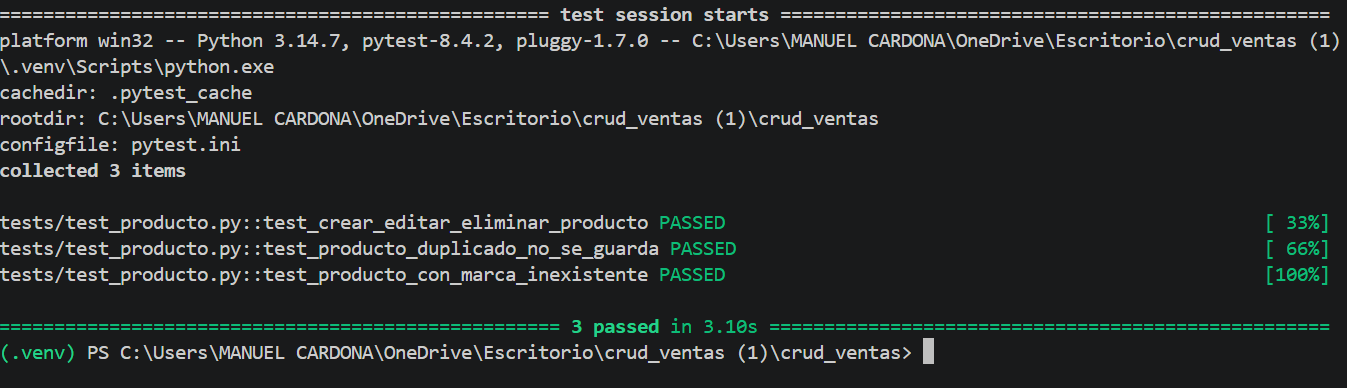 ================================================= test session starts =================================================
platform win32 -- Python 3.14.7, pytest-8.4.2, pluggy-1.7.0 -- C:\Users\MANUEL CARDONA\OneDrive\Escritorio\crud_ventas (1)
\.venv\Scripts\python.exe
cachedir: .pytest_cache
rootdir: C:\Users\MANUEL CARDONA\OneDrive\Escritorio\crud_ventas (1)\crud_ventas
configfile: pytest.ini
collected 3 items
tests/test_producto.py::test_crear_editar_eliminar_producto PASSED [ 33%]
tests/test_producto.py::test_producto_duplicado_no_se_guarda PASSED [ 66%]
tests/test_producto.py::test_producto_con_marca_inexistente PASSED [100%]
================================================== 3 passed in 3.10s ==================================================
(.venv) PS C:\Users\MANUEL CARDONA\OneDrive\Escritorio\crud_ventas (1)\crud_ventas>